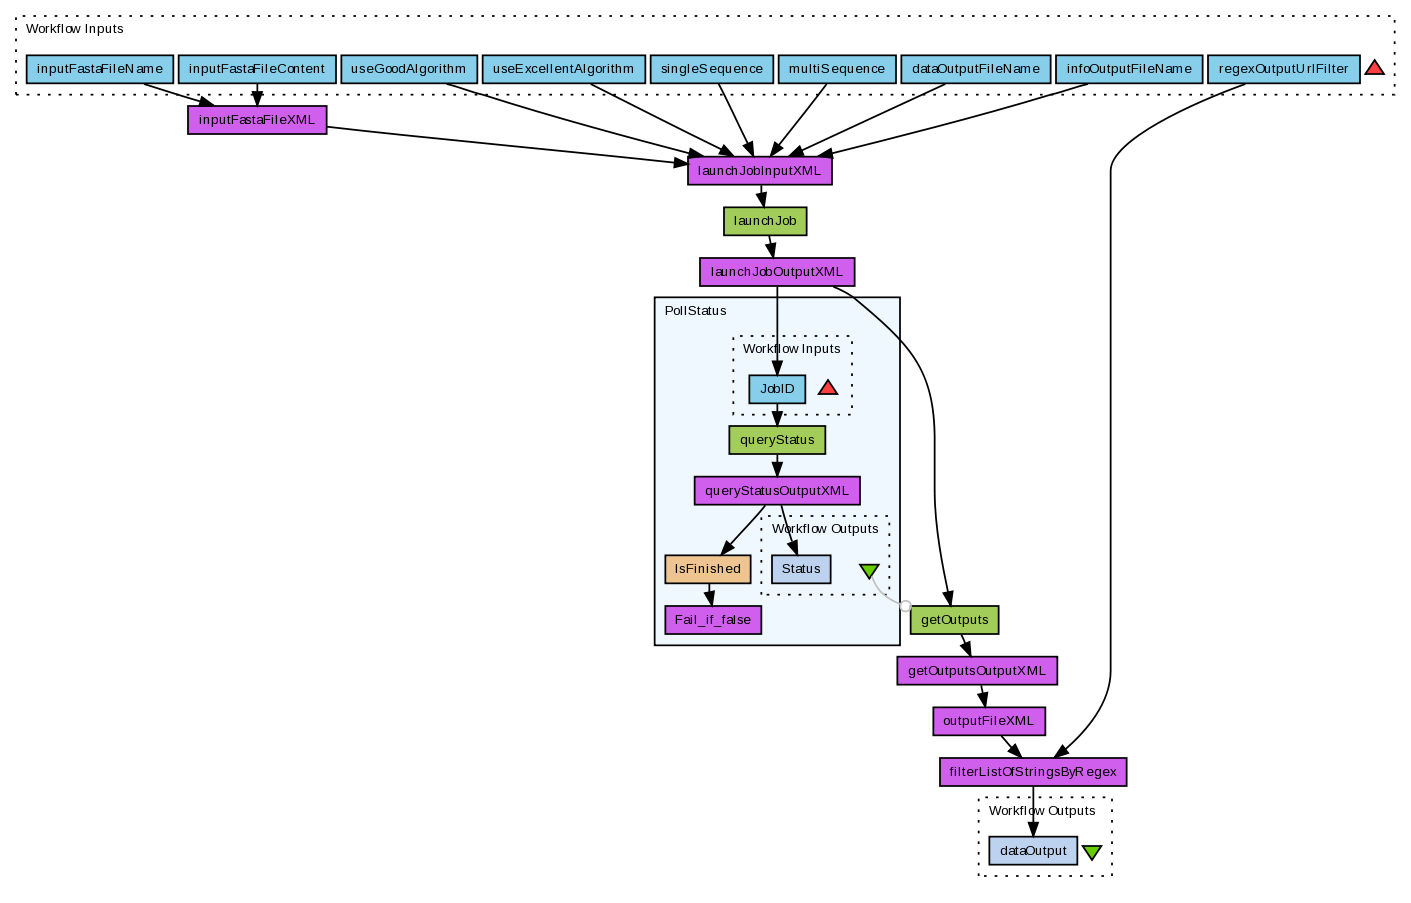 Workflow Inputs
inputFastaFileName
inputFastaFileContent
useGoodAlgorithm
useExcellentAlgorithm
singleSequence
multiSequence
dataOutputFileName
infoOutputFileName
regexOutputUrlFilter
inputFastaFileXML
launchJobInputXML
launchJob
launchJobOutputXML
PollStatus
Workflow Inputs
JobID
queryStatus
queryStatusOutputXML
Workflow Outputs
IsFinished
Status
Fail_if_false
getOutputs
getOutputsOutputXML
outputFileXML
filterListOfStringsByRegex
Workflow Outputs
dataOutput